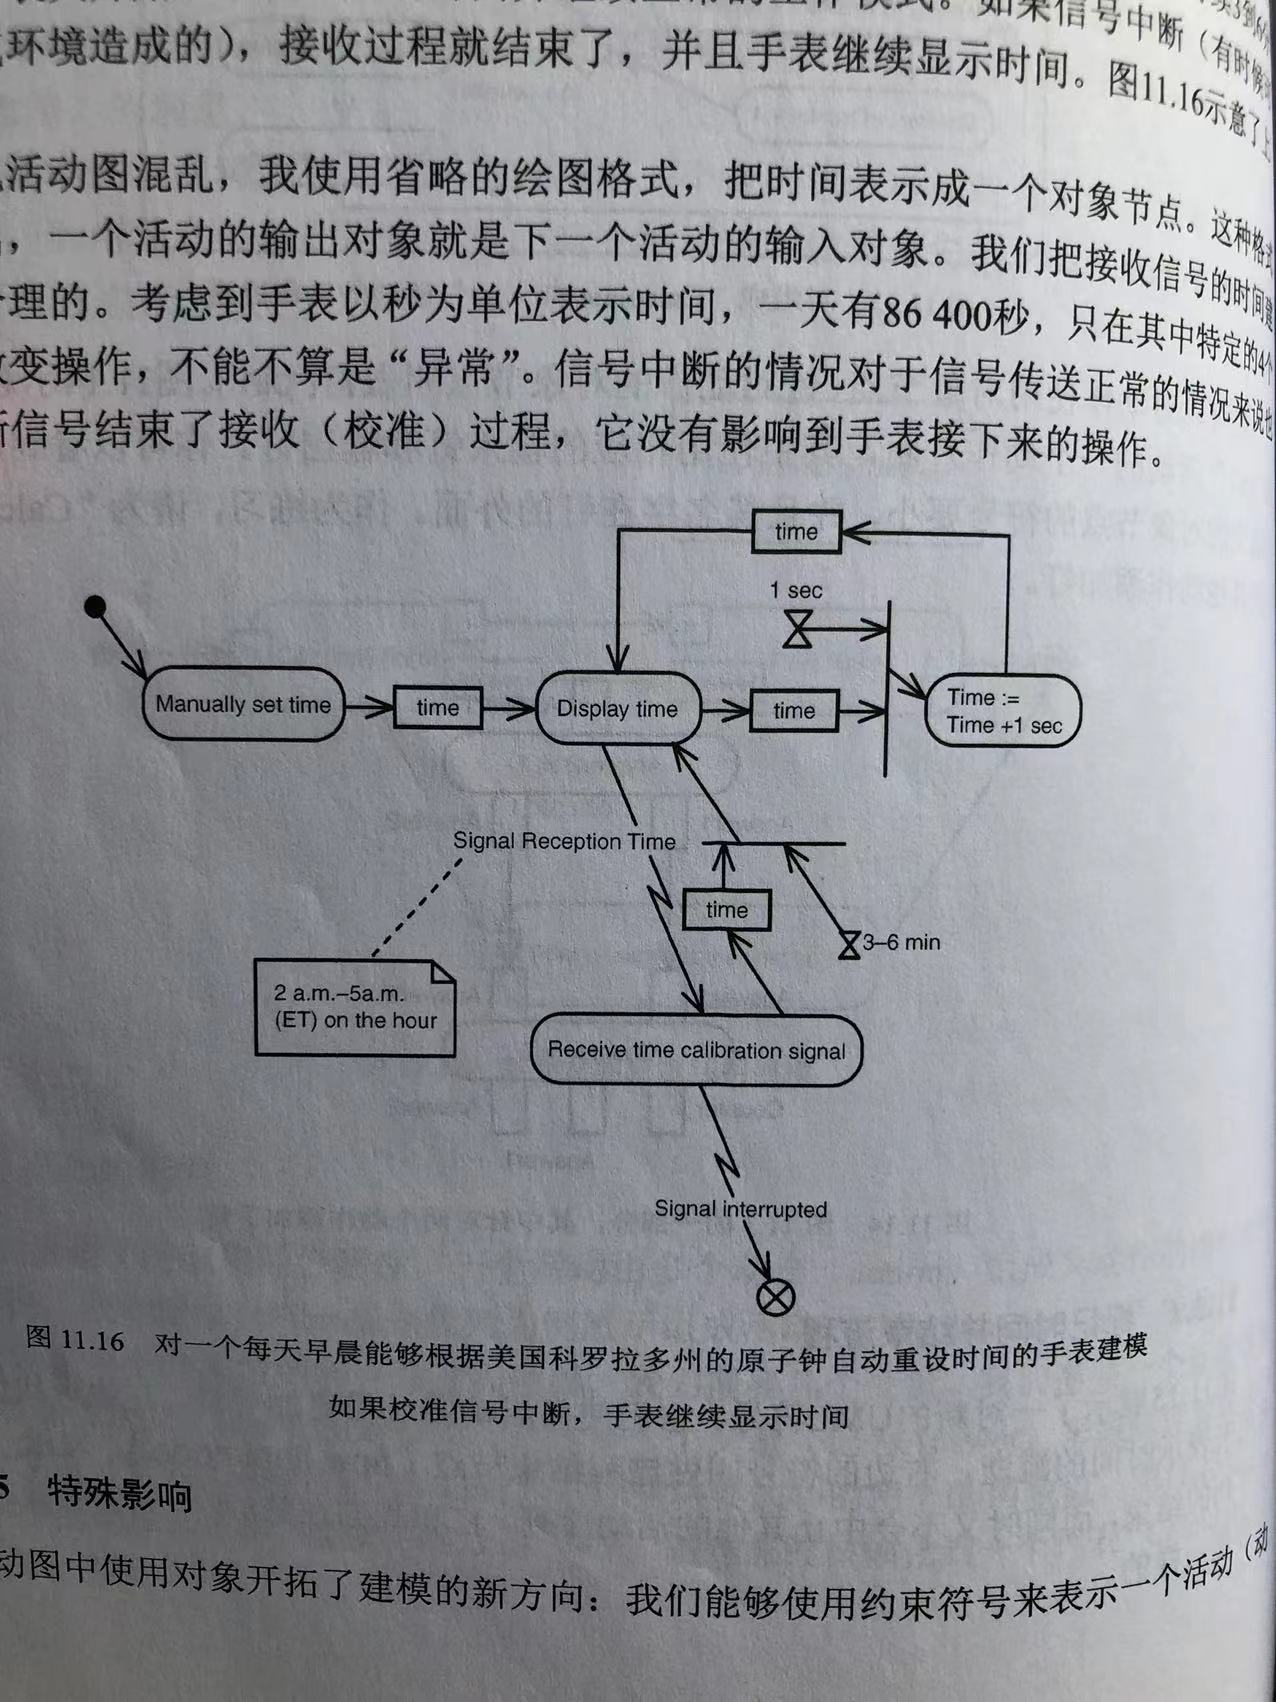 如果信号中断（有时候
环境造成的），接收过程就结束了，并且手表继续显示时间。图11.16示意了上
活动图混乱，我使用省略的绘图格式，把时间表示成一个对象节点。这种格式
，一个活动的输出对象就是下一个活动的输入对象。我们把接收信号的时间建
理的。考虑到手表以秒为单位表示时间，一天有86 400秒，只在其中特定的4个
变操作，不能不算是“异常”。信号中断的情况对于信号传送正常的情况来说也
信号结束了接收（校准）过程，它没有影响到手表接下来的操作。
time
1 sec
Manually set time
time
Display time
time
Time :=
Time +1 sec
Signal Reception Time
time
3–6 min
2 a.m.–5a.m.
(ET) on the hour
Receive time calibration signal
Signal interrupted
图 11.16 对一个每天早晨能够根据美国科罗拉多州的原子钟自动重设时间的手表建模
如果校准信号中断，手表继续显示时间
5 特殊影响
动图中使用对象开拓了建模的新方向：我们能够使用约束符号来表示一个活动（动